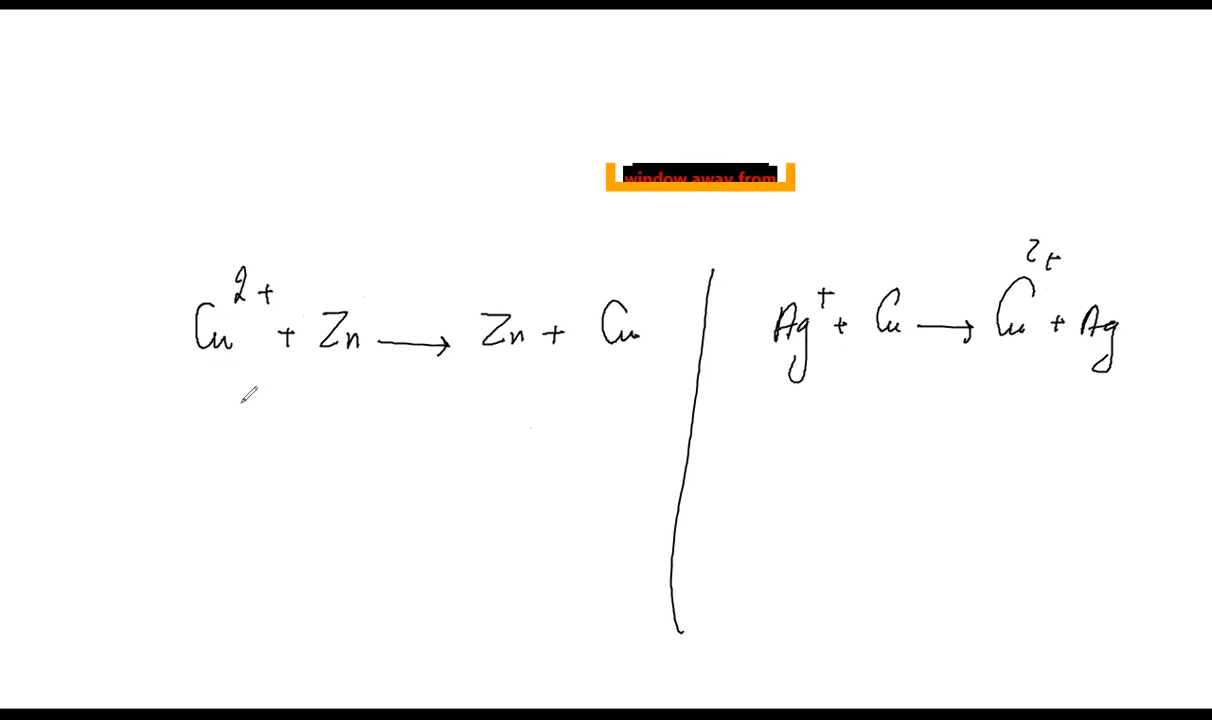 window away from
Cu²⁺ + Zn ⟶ Zn + Cu
Ag⁺ + Cu ⟶ Cu²⁺ + Ag